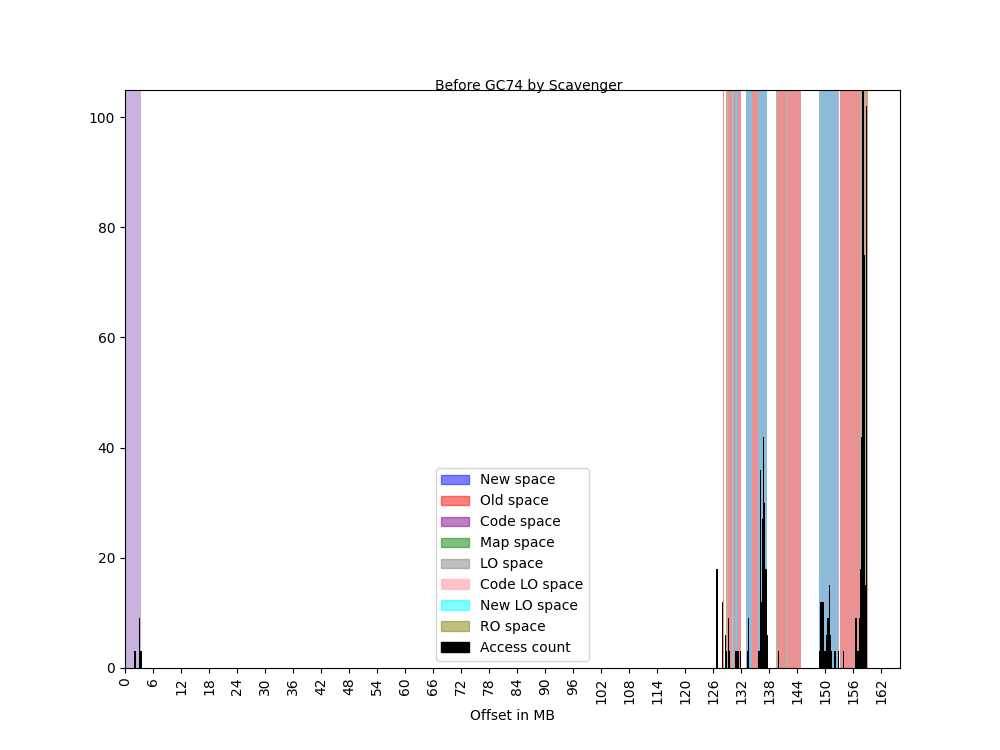 Before GC74 by Scavenger
100
80
60
40
20
0
New space
Old space
Code space
Map space
LO space
Code LO space
New LO space
RO space
Access count
0 6 12 18 24 30 36 42 48 54 60 66 72 78 84 90 96 102 108 114 120 126 132 138 144 150 156 162
Offset in MB